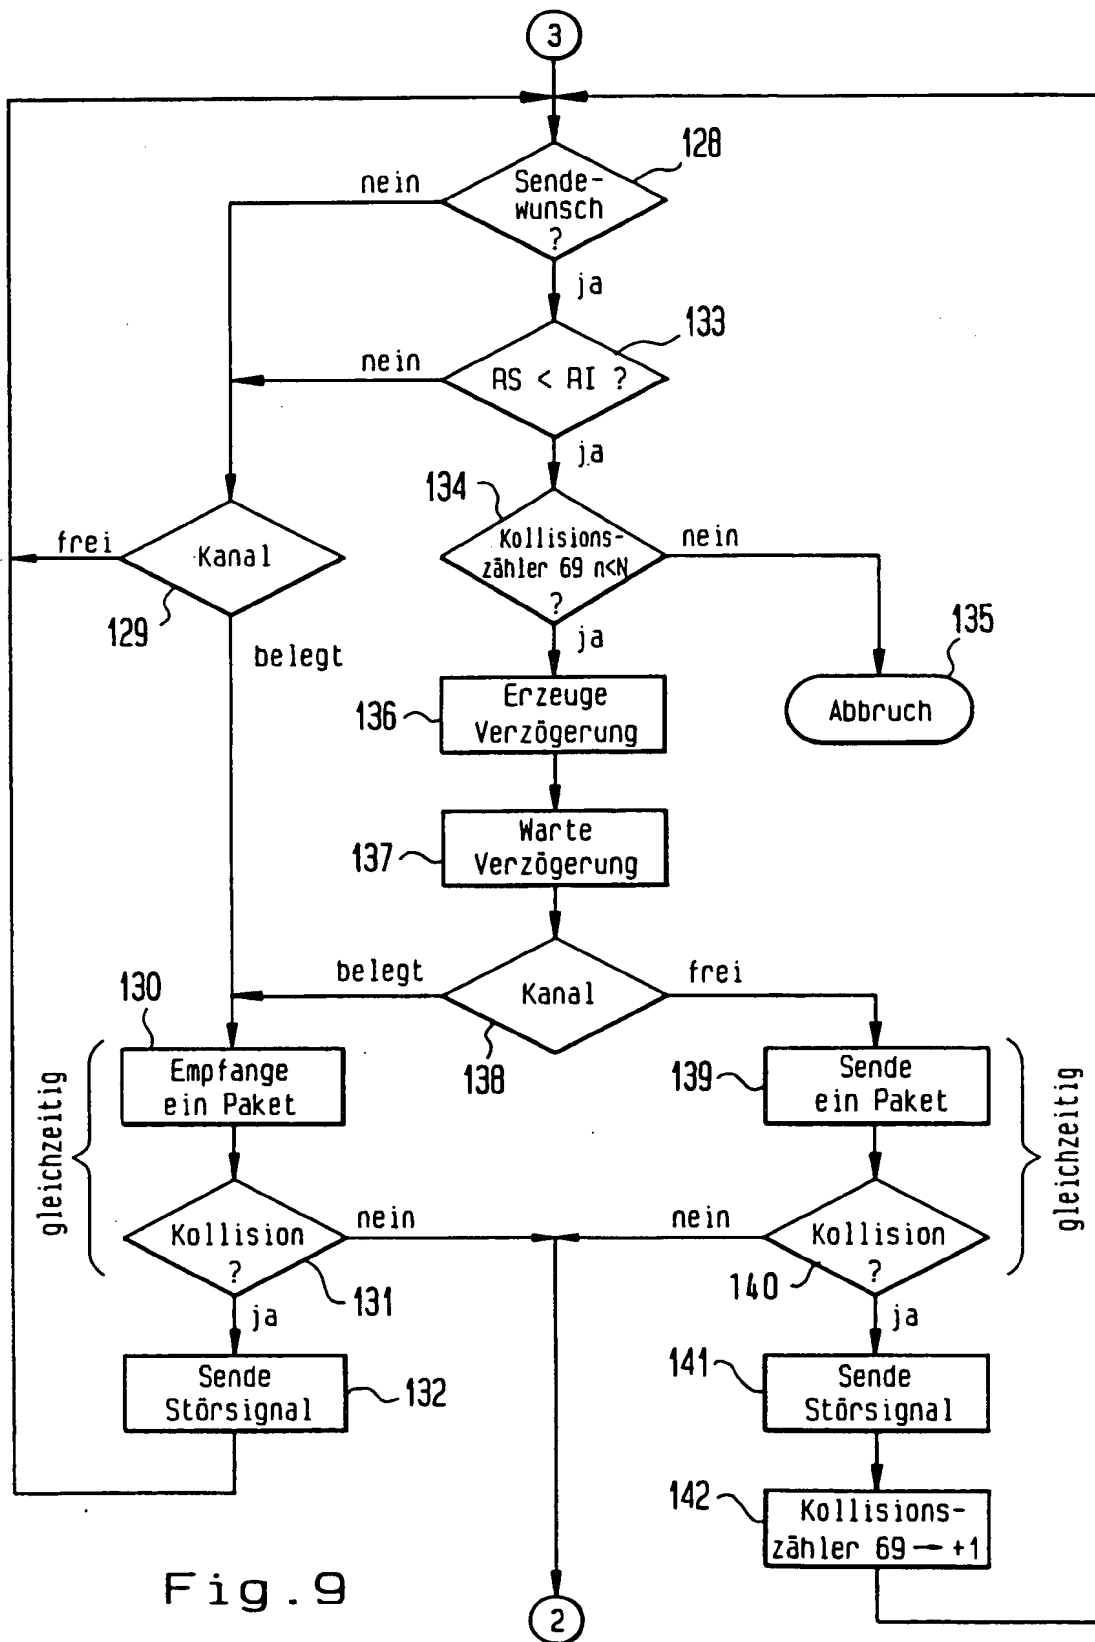 3
128
nein
Sende-
wunsch
?
ja
133
nein
AS < AI ?
ja
134
Kollisions-
zähler 69 n<N
?
nein
frei
Kanal
129
belegt
ja
135
Abbruch
136
Erzeuge
Verzögerung
137
Warte
Verzögerung
belegt
Kanal
frei
138
130
gleichzeitig
Empfange
ein Paket
139
Sende
ein Paket
gleichzeitig
Kollision
?
nein
131
ja
nein
Kollision
?
140
ja
Sende
Störsignal
132
141
Sende
Störsignal
142
Kollisions-
zähler 69 → +1
Fig.9
2